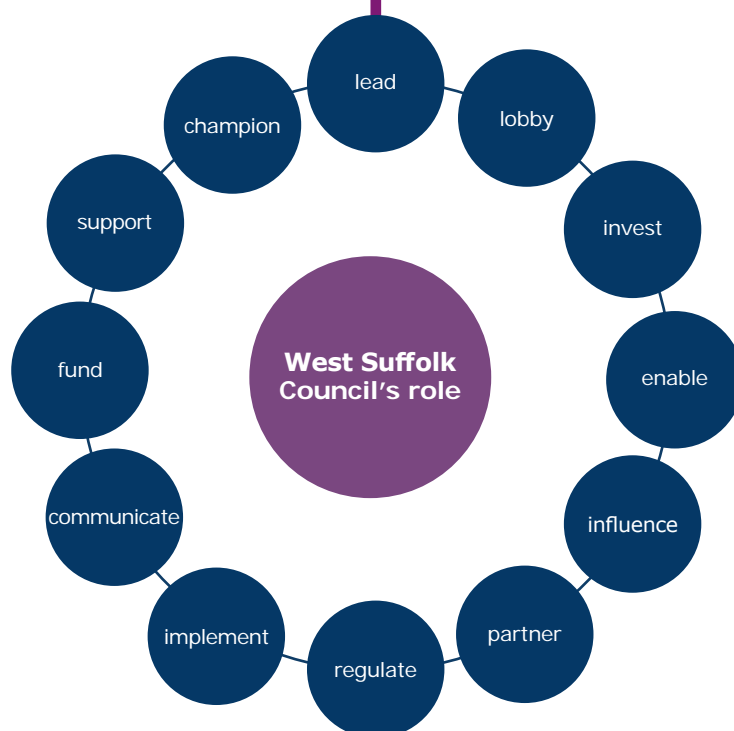 lead
lobby
invest
enable
influence
partner
regulate
implement
communicate
fund
support
champion
West Suffolk
Council's role